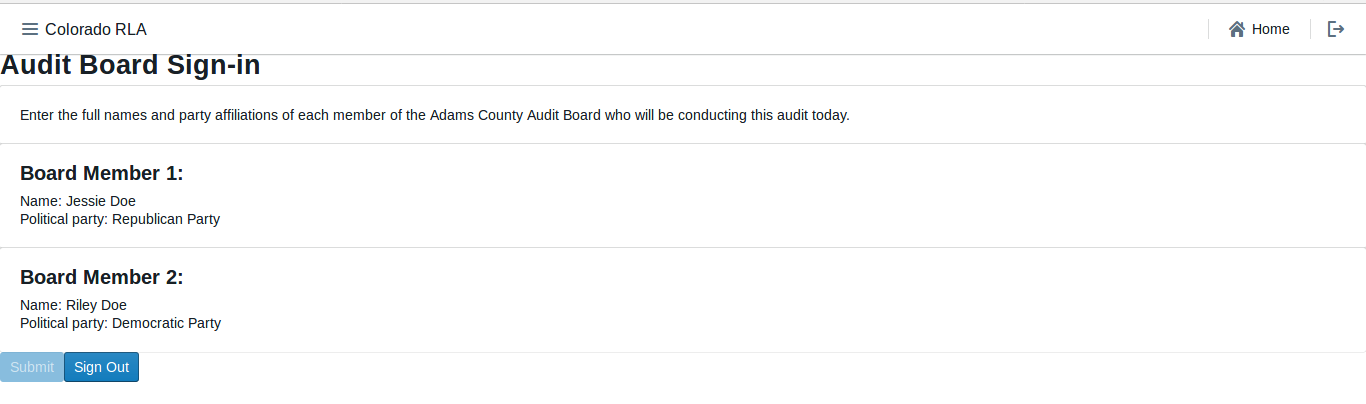 Colorado RLA
Home
Audit Board Sign-in
Enter the full names and party affiliations of each member of the Adams County Audit Board who will be conducting this audit today.
Board Member 1:
Name: Jessie Doe
Political party: Republican Party
Board Member 2:
Name: Riley Doe
Political party: Democratic Party
Submit Sign Out